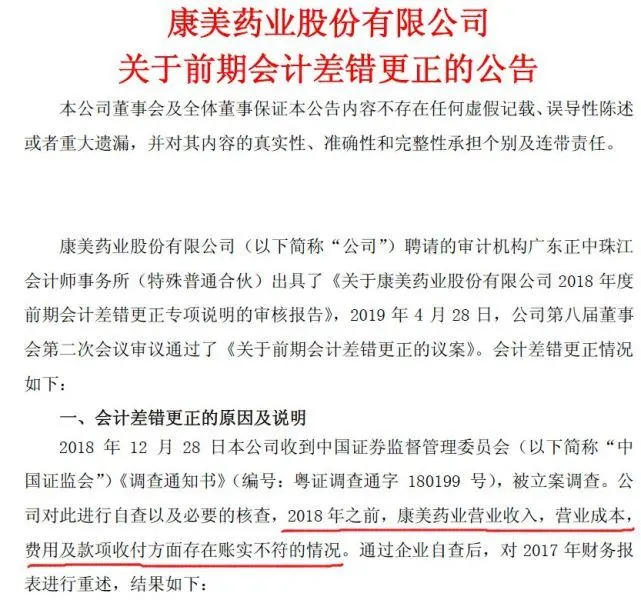 康美药业股份有限公司
关于前期会计差错更正的公告
本公司董事会及全体董事保证本公告内容不存在任何虚假记载、误导性陈述
或者重大遗漏，并对其内容的真实性、准确性和完整性承担个别及连带责任。
康美药业股份有限公司（以下简称“公司”）聘请的审计机构广东正中珠江
会计师事务所（特殊普通合伙）出具了《关于康美药业股份有限公司 2018 年度
前期会计差错更正专项说明的审核报告》，2019 年 4 月 28 日，公司第八届董事
会第二次会议审议通过了《关于前期会计差错更正的议案》。会计差错更正情况
如下：
一、会计差错更正的原因及说明
2018 年 12 月 28 日本公司收到中国证券监督管理委员会（以下简称“中
国证监会”）《调查通知书》（编号：粤证调查通字 180199 号），被立案调查。公
司对此进行自查以及必要的核查，2018 年之前，康美药业营业收入，营业成本，
费用及款项收付方面存在账实不符的情况。通过企业自查后，对 2017 年财务报
表进行重述，结果如下：